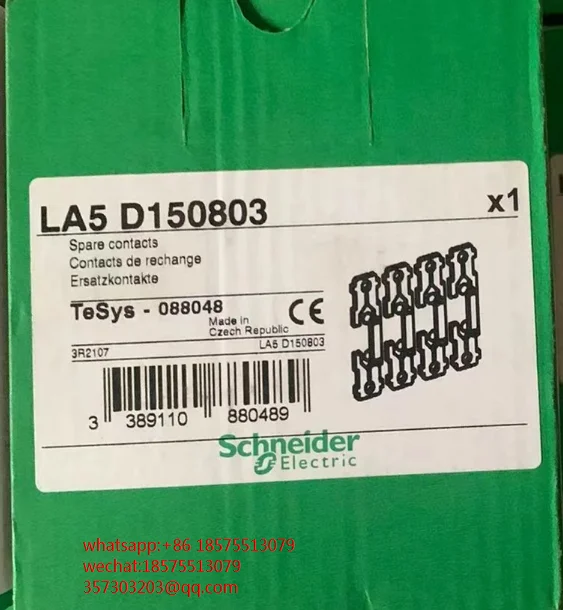 LA5 D150803
x1
Spare contacts
Contacts de rechange
Ersatzkontakte
TeSys - 088048
Made in
Czech Republic
CE
3R2107
LA5 D150803
3 389110 880489
Schneider
Electric
whatsapp:+86 18575513079
wechat:18575513079
357303203@qq.com